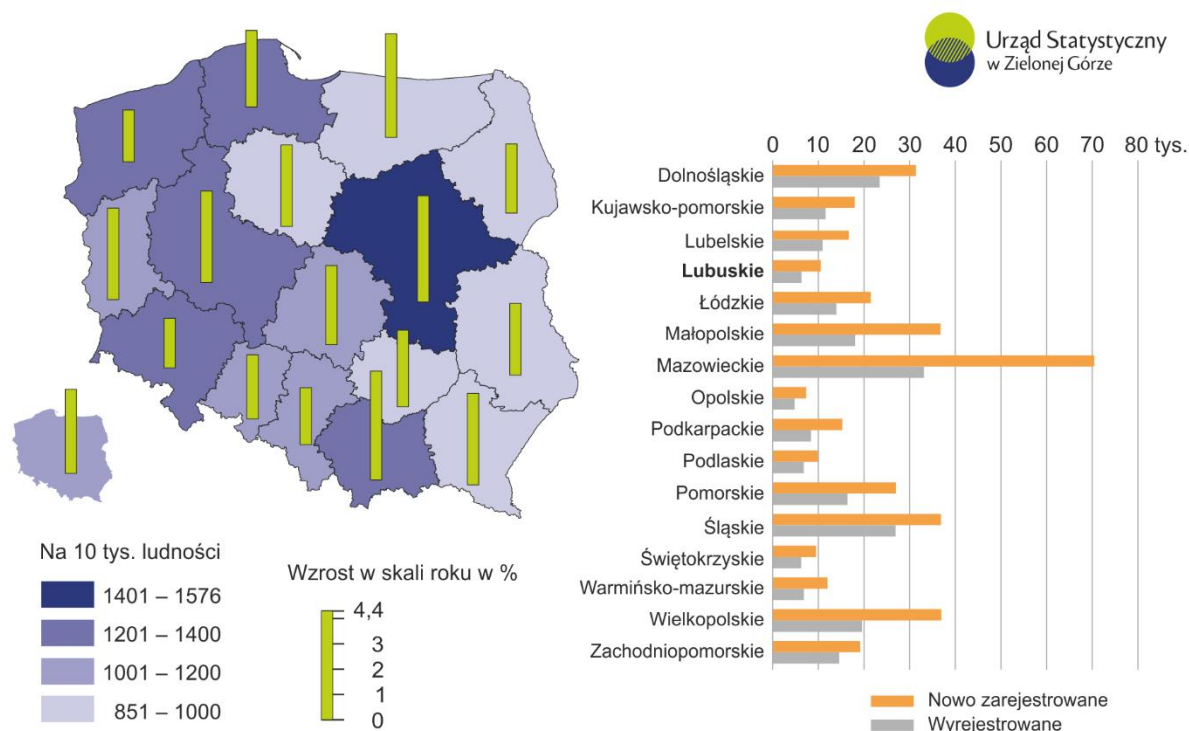 Urząd Statystyczny
w Zielonej Górze
Na 10 tys. ludności
1401 – 1576
1201 – 1400
1001 – 1200
851 – 1000
Wzrost w skali roku w %
4,4
3
2
1
0
0 10 20 30 40 50 60 70 80 tys.
Dolnośląskie
Kujawsko-pomorskie
Lubelskie
Lubuskie
Łódzkie
Małopolskie
Mazowieckie
Opolskie
Podkarpackie
Podlaskie
Pomorskie
Śląskie
Świętokrzyskie
Warmińsko-mazurskie
Wielkopolskie
Zachodniopomorskie
Nowo zarejestrowane
Wyrejestrowane